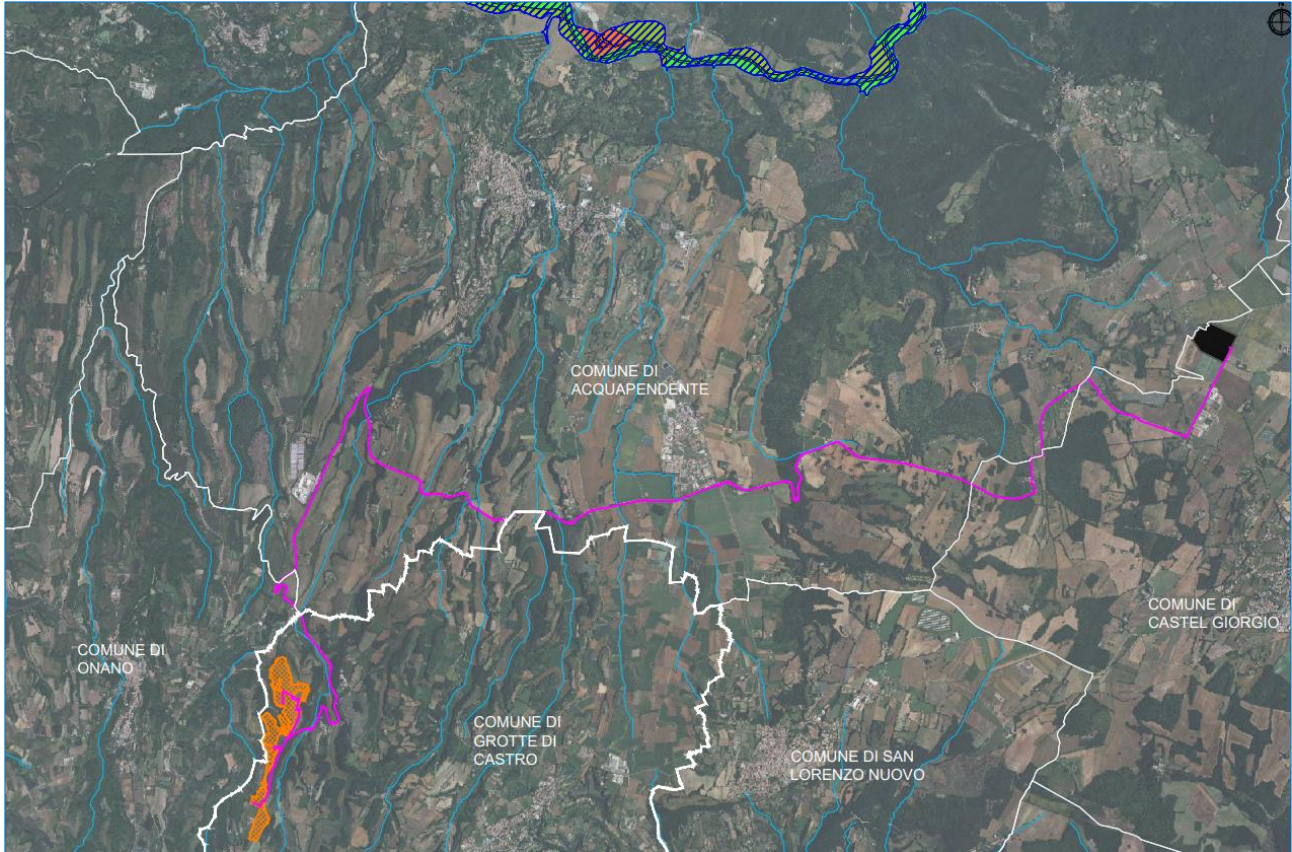 COMUNE DI
ACQUAPENDENTE
COMUNE DI
CASTEL GIORGIO
COMUNE DI
ONANO
COMUNE DI
GROTTE DI
CASTRO
COMUNE DI SAN
LORENZO NUOVO